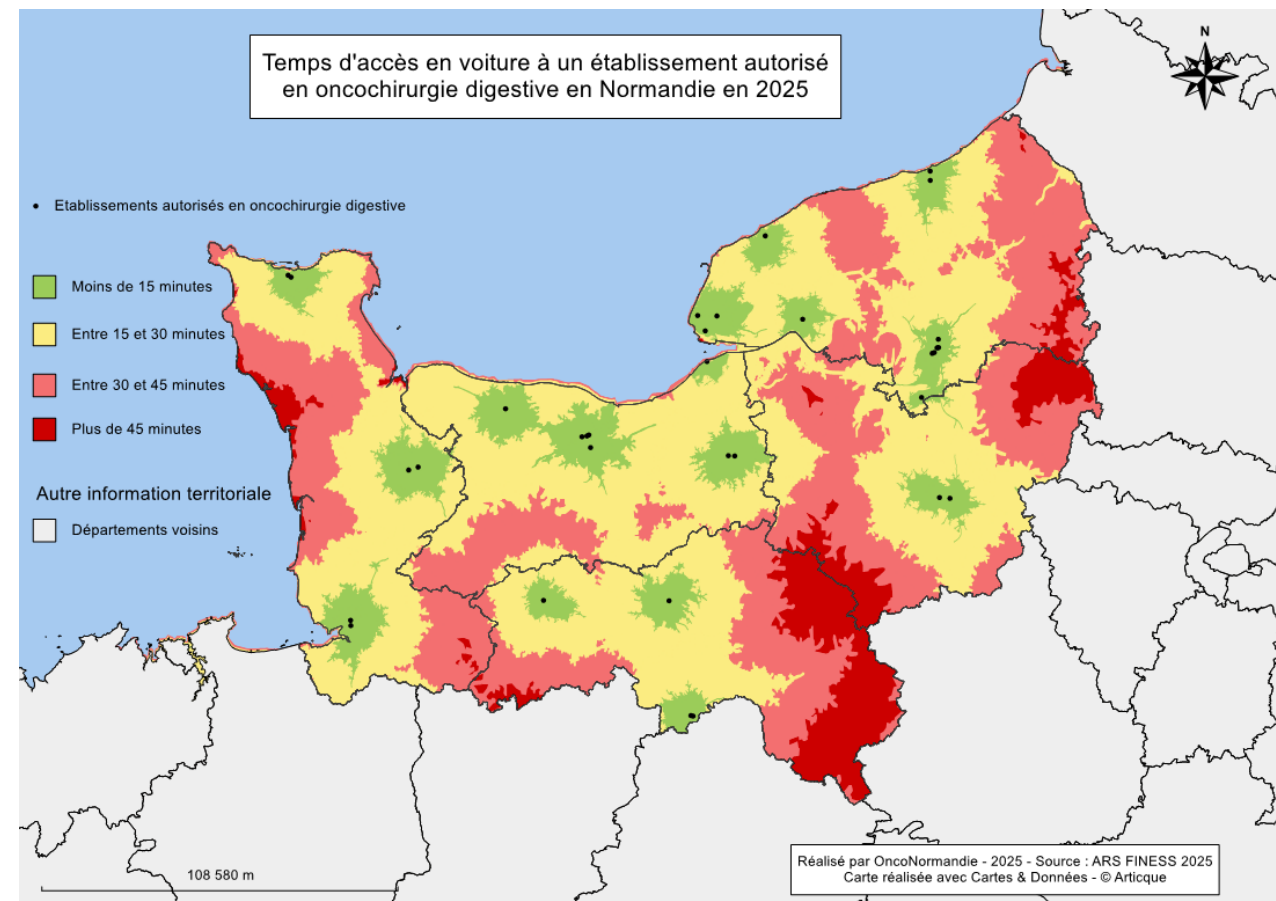 Temps d'accès en voiture à un établissement autorisé
en oncochirurgie digestive en Normandie en 2025
N
Etablissements autorisés en oncochirurgie digestive
Moins de 15 minutes
Entre 15 et 30 minutes
Entre 30 et 45 minutes
Plus de 45 minutes
Autre information territoriale
Départements voisins
108 580 m
Réalisé par OncoNormandie - 2025 - Source : ARS FINESS 2025
Carte réalisée avec Cartes & Données - © Articque